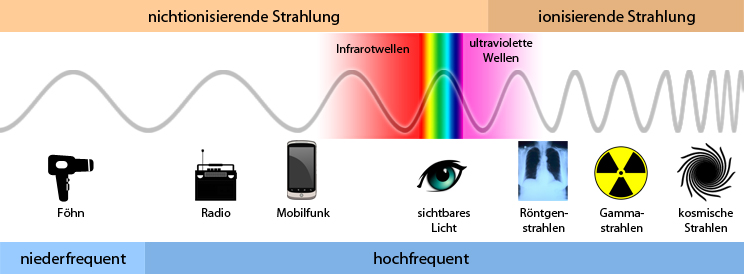 nichtionisierende Strahlung
ionisierende Strahlung
Infrarotwellen
ultraviolette
Wellen
Föhn
Radio
Mobilfunk
sichtbares
Licht
Röntgen-
strahlen
Gamma-
strahlen
kosmische
Strahlen
niederfrequent
hochfrequent